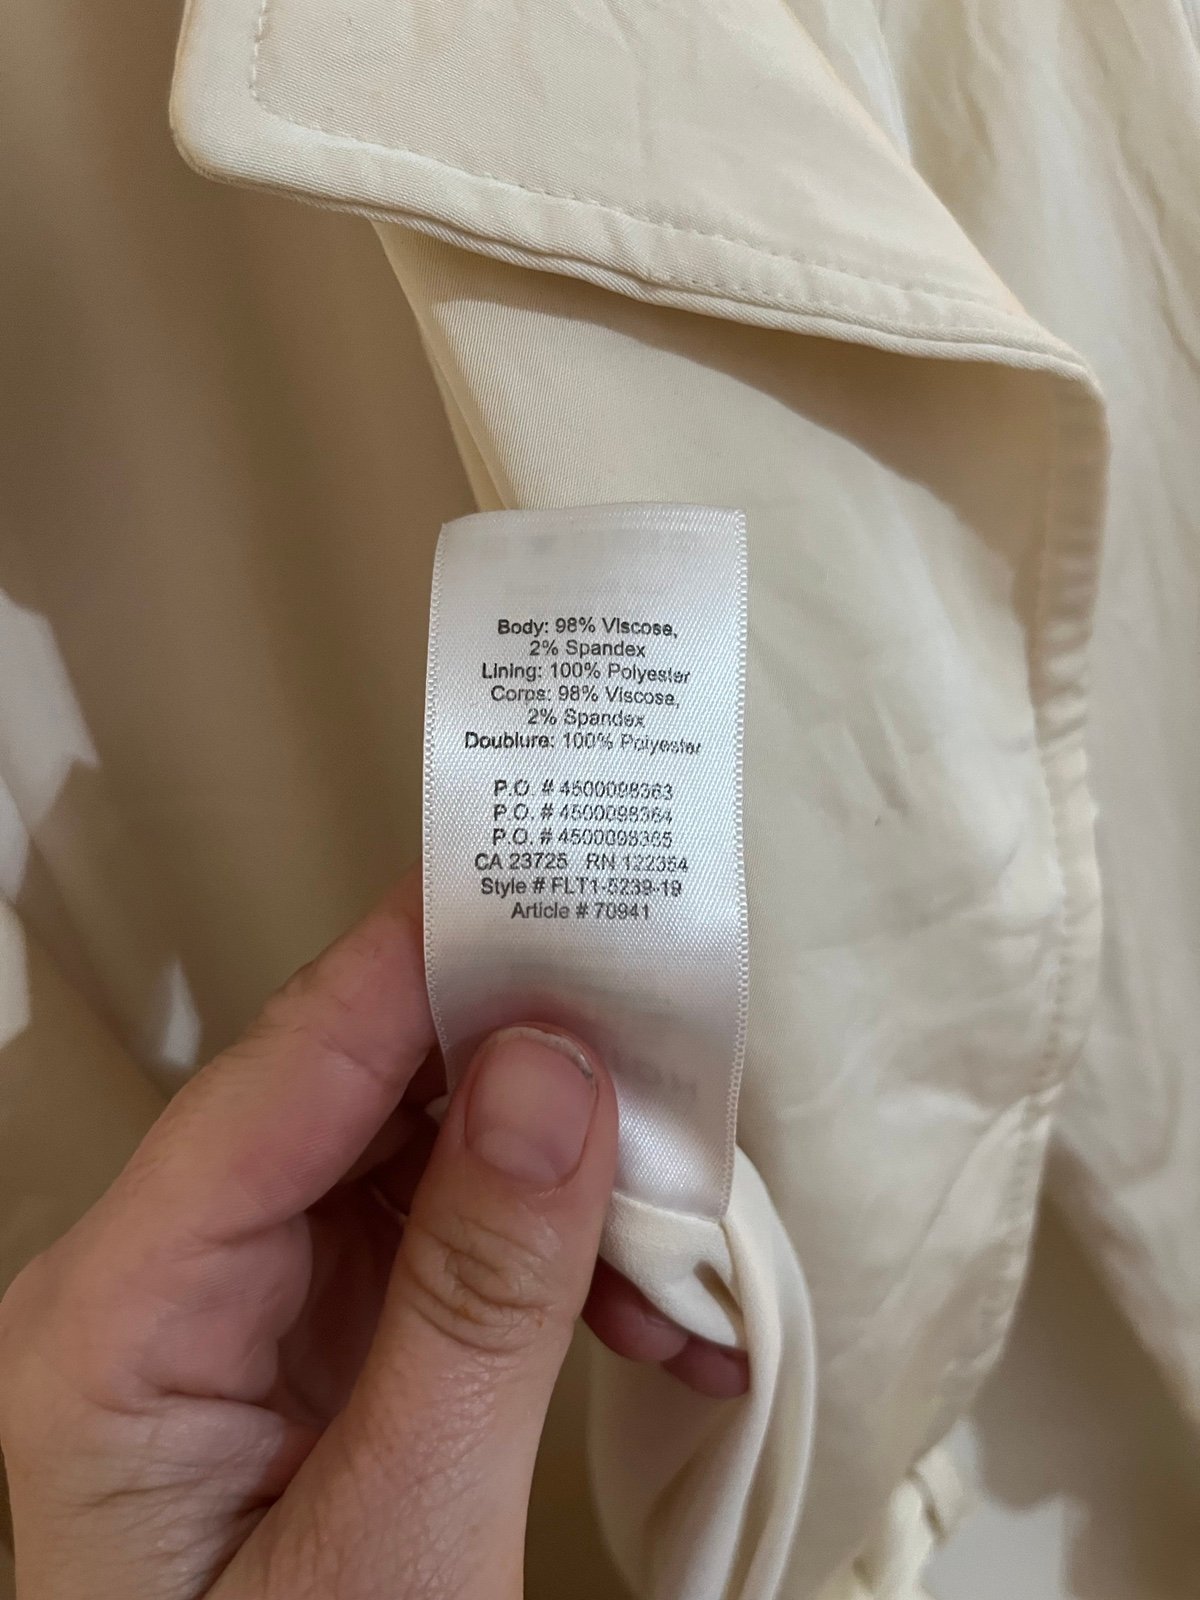 Body: 98% Viscose,
2% Spandex
Lining: 100% Polyester
Corps: 98% Viscose,
2% Spandex
Doublure: 100% Polyester
P.O. # 4500098363
P.O. # 4500098364
P.O. # 4500098365
CA 23725 RN 122354
Style # FLT1-5239-19
Article # 70941